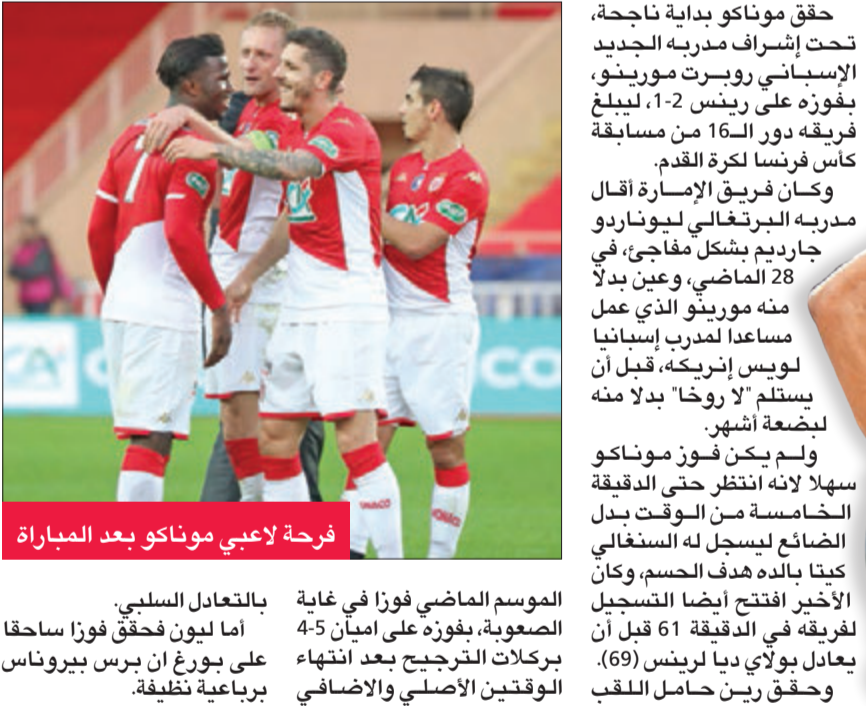 حقق موناكو بداية ناجحة،
تحت إشراف مدربه الجديد
الإسباني روبرت مورينو،
بفوزه على رينس 2-1، ليبلغ
فريقه دور الـ16 من مسابقة
كأس فرنسا لكرة القدم.
وكان فريق الإمارة أقال
مدربه البرتغالي ليوناردو
جارديم بشكل مفاجئ، في
28 الماضي، وعين بدلا
منه مورينو الذي عمل
مساعدا لمدرب إسبانيا
لويس إنريكه، قبل أن
يستلم "لا روخا" بدلا منه
لبضعة أشهر.
ولم يكن فوز موناكو
سهلا لانه انتظر حتى الدقيقة
الخامسة من الوقت بدل
الضائع ليسجل له السنغالي
كيتا بالده هدف الحسم، وكان
الأخير افتتح أيضا التسجيل
لفريقه في الدقيقة 61 قبل أن
يعادل بولاي ديا لرينس (69).
وحقق رين حامل اللقب
الموسم الماضي فوزا في غاية
الصعوبة، بفوزه على اميان 5-4
بركلات الترجيح بعد انتهاء
الوقتين الأصلي والاضافي
بالتعادل السلبي.
أما ليون فحقق فوزا ساحقا
على بورغ ان برس بيروناس
برباعية نظيفة.
فرحة لاعبي موناكو بعد المباراة